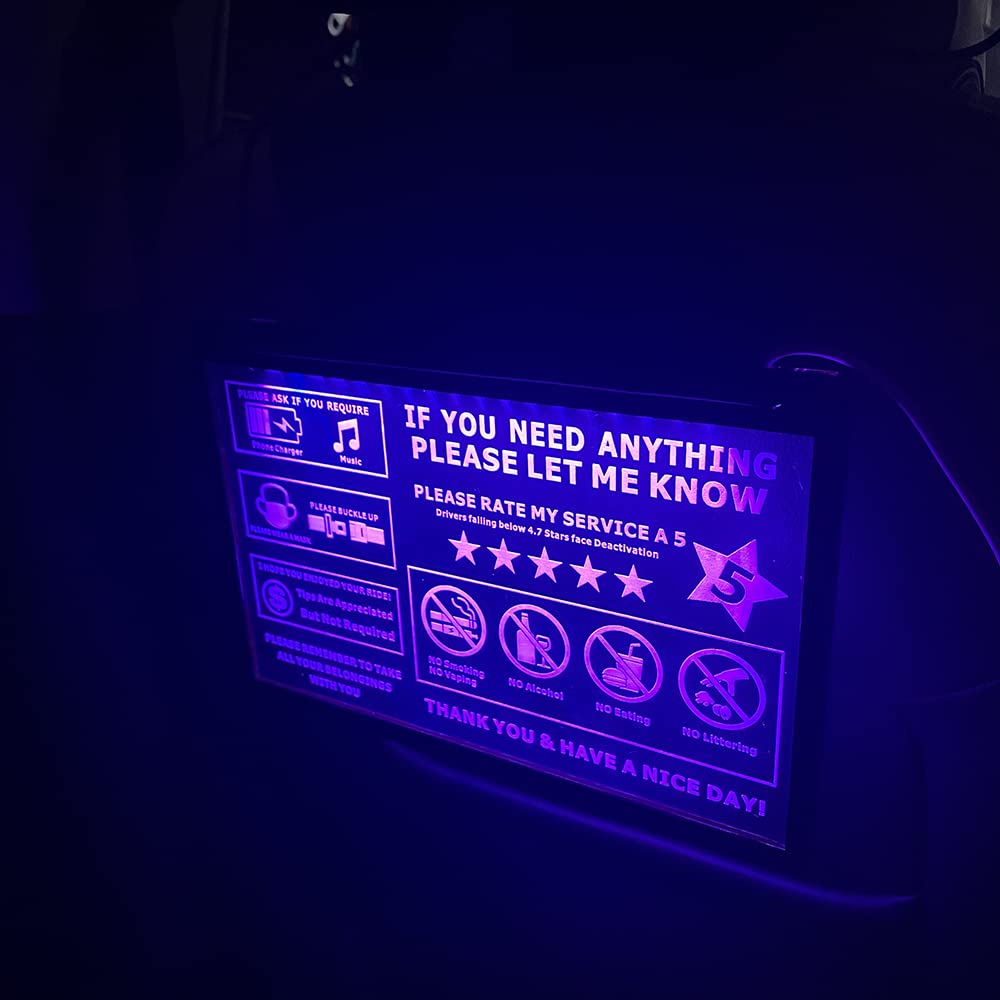 PLEASE ASK IF YOU REQUIRE
Phone Charger
Music
PLEASE WEAR A MASK
PLEASE BUCKLE UP
I HOPE YOU ENJOYED YOUR RIDE!
$
Tips Are Appreciated
But Not Required
PLEASE REMEMBER TO TAKE
ALL YOUR BELONGINGS
WITH YOU
IF YOU NEED ANYTHING
PLEASE LET ME KNOW
PLEASE RATE MY SERVICE A 5
Drivers falling below 4.7 Stars face Deactivation
5
NO Smoking
NO Vaping
NO Alcohol
NO Eating
NO Littering
THANK YOU & HAVE A NICE DAY!